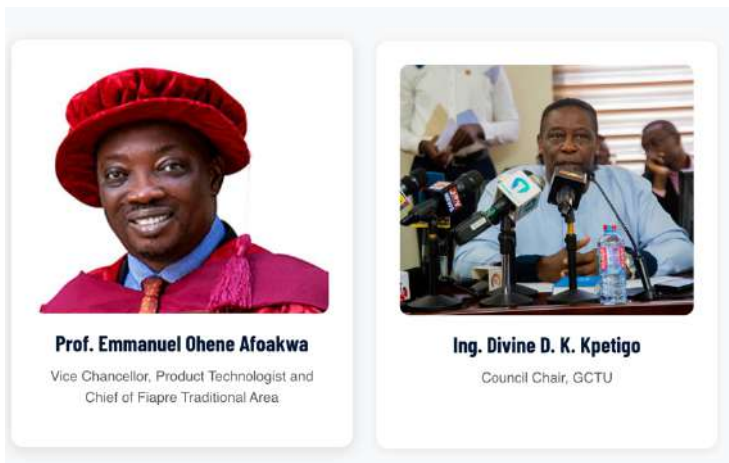 Prof. Emmanuel Ohene Afoakwa
Vice Chancellor, Product Technologist and
Chief of Fiapre Traditional Area
Ing. Divine D. K. Kpetigo
Council Chair, GCTU